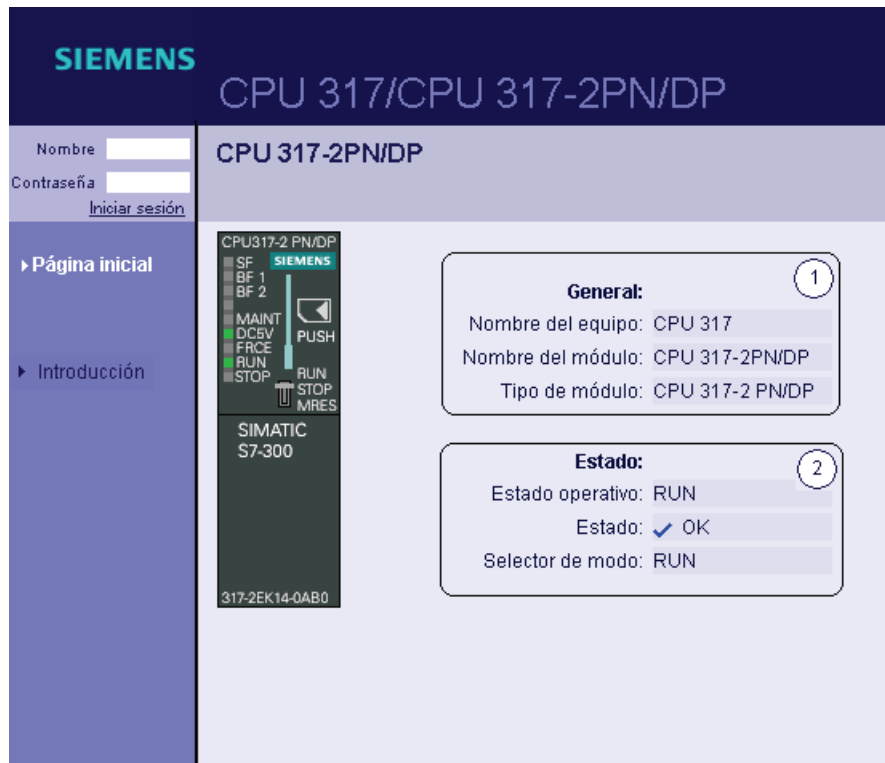 SIEMENS
CPU 317/CPU 317-2PN/DP
Nombre
Contraseña
Iniciar sesión
CPU 317-2PN/DP
Página inicial
Introducción
CPU317-2 PN/DP
SF
SIEMENS
BF 1
BF 2
MAINT
DC5V
PUSH
FRCE
RUN
STOP
RUN
STOP
MRES
SIMATIC
S7-300
317-2EK14-0AB0
1
General:
Nombre del equipo: CPU 317
Nombre del módulo: CPU 317-2PN/DP
Tipo de módulo: CPU 317-2 PN/DP
2
Estado:
Estado operativo: RUN
Estado: OK
Selector de modo: RUN